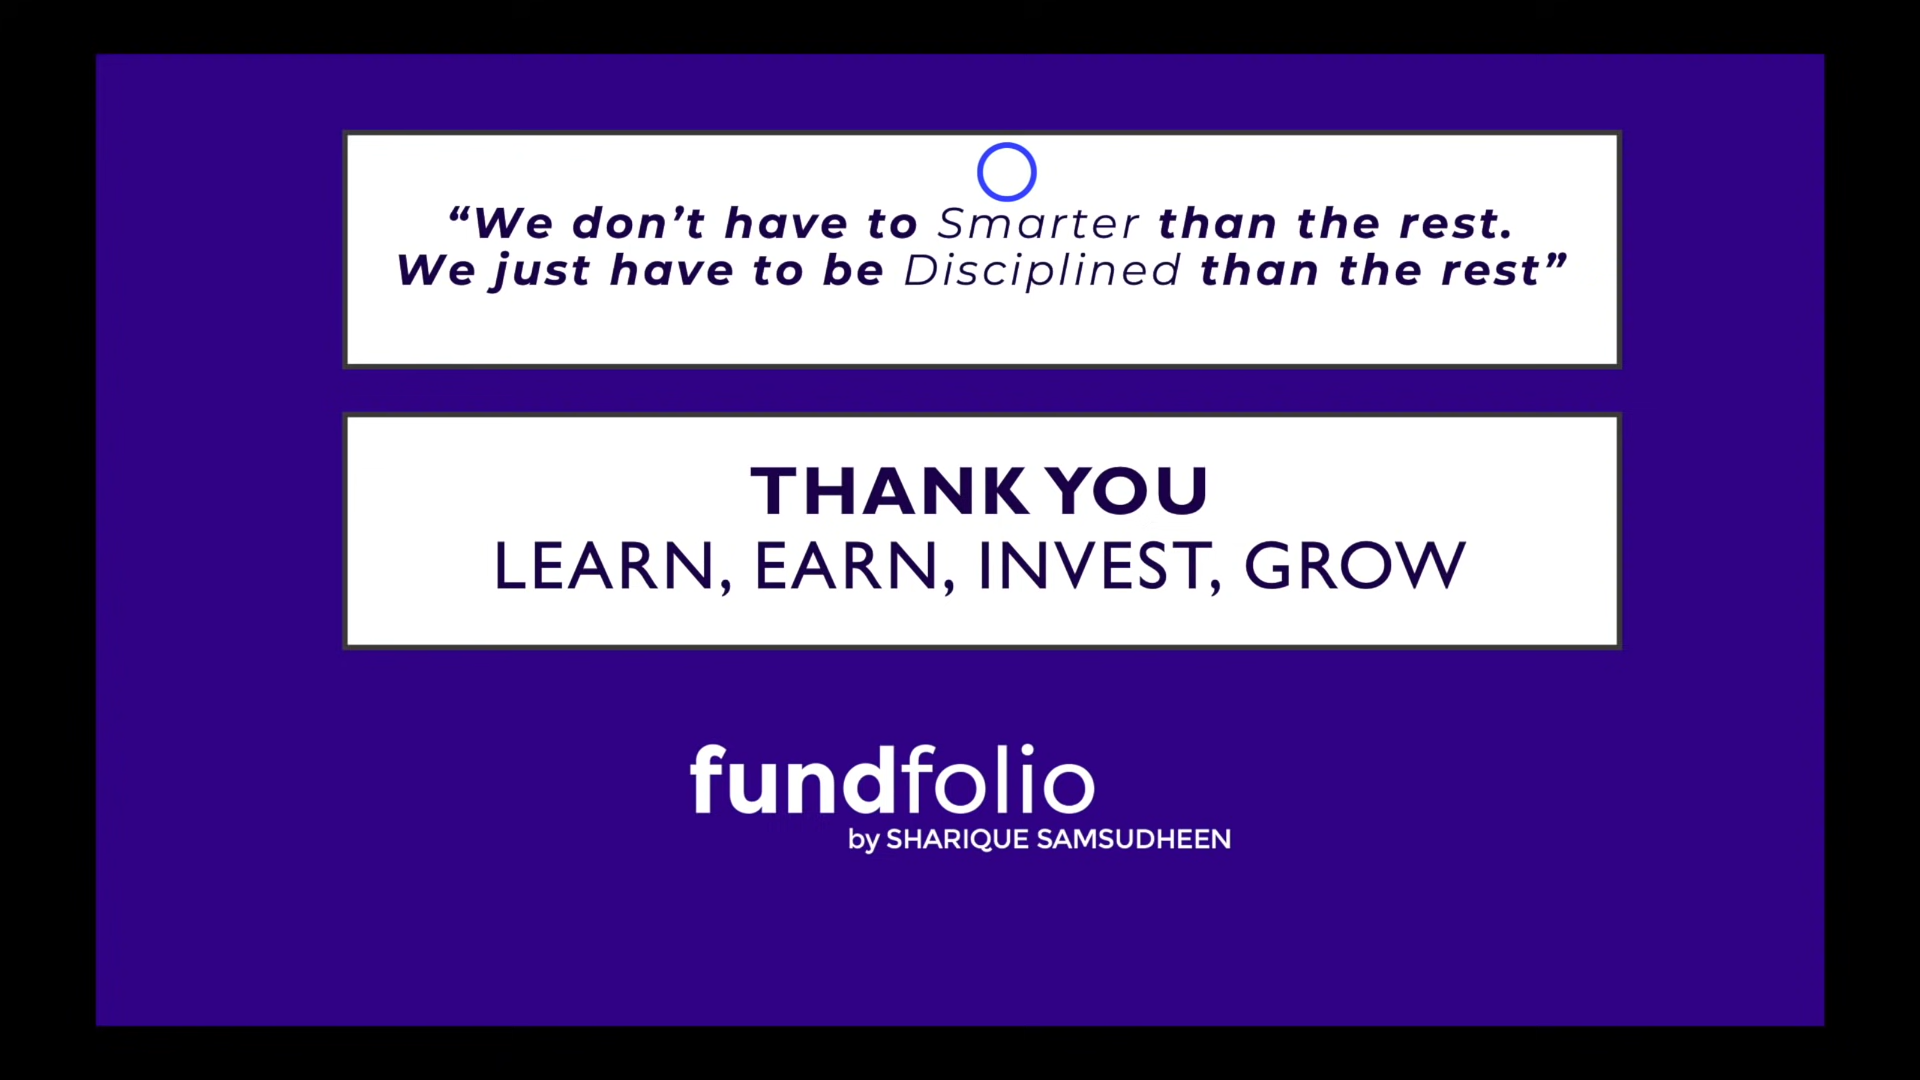 “We don’t have to Smarter than the rest.
We just have to be Disciplined than the rest”
THANK YOU
LEARN, EARN, INVEST, GROW
fundfolio
by SHARIQUE SAMSUDHEEN